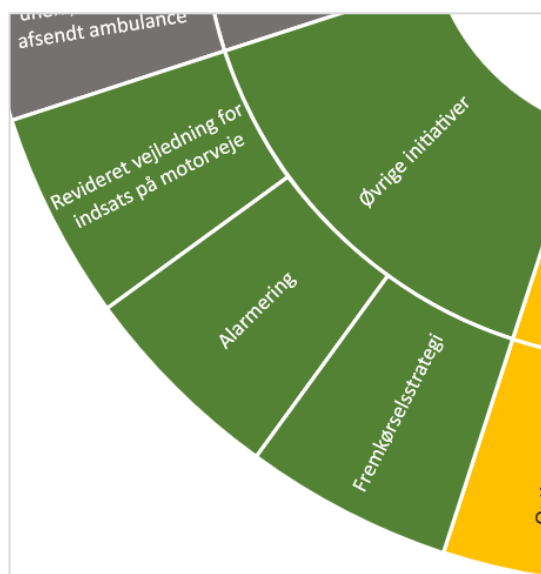 afsendt ambulance
Revideret vejledning for
indsats på motorveje
Øvrige initiativer
Alarmering
Fremkørselsstrategi